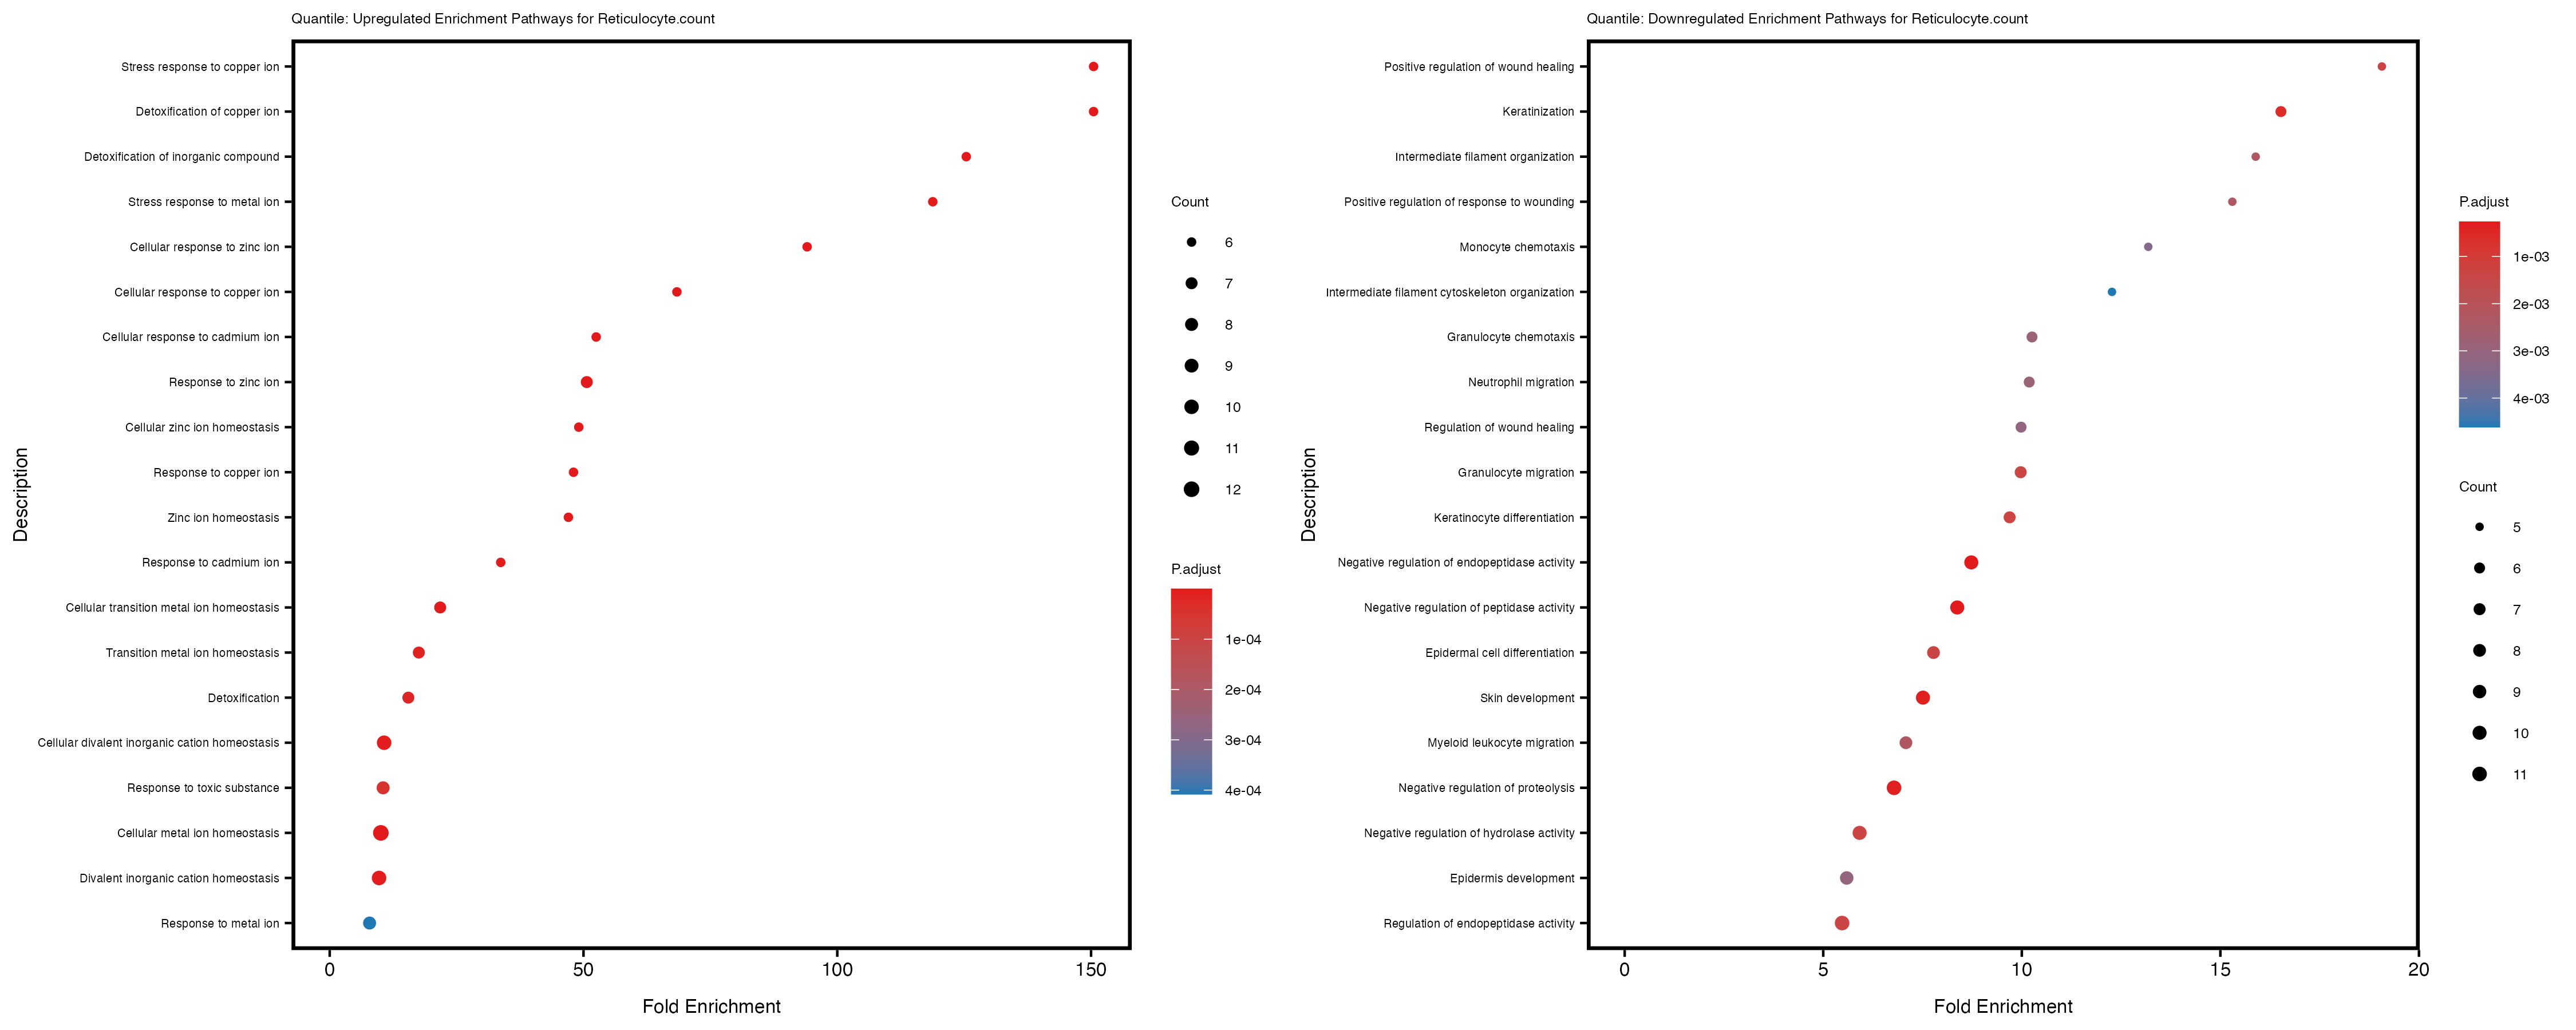 Quantile: Upregulated Enrichment Pathways for Reticulocyte.count
Stress response to copper ion
Detoxification of copper ion
Detoxification of inorganic compound
Stress response to metal ion
Cellular response to zinc ion
Cellular response to copper ion
Cellular response to cadmium ion
Response to zinc ion
Cellular zinc ion homeostasis
Response to copper ion
Zinc ion homeostasis
Response to cadmium ion
Cellular transition metal ion homeostasis
Transition metal ion homeostasis
Detoxification
Cellular divalent inorganic cation homeostasis
Response to toxic substance
Cellular metal ion homeostasis
Divalent inorganic cation homeostasis
Response to metal ion
Description
0 50 100 150
Fold Enrichment
Count
6
7
8
9
10
11
12
P.adjust
1e-04
2e-04
3e-04
4e-04
Quantile: Downregulated Enrichment Pathways for Reticulocyte.count
Positive regulation of wound healing
Keratinization
Intermediate filament organization
Positive regulation of response to wounding
Monocyte chemotaxis
Intermediate filament cytoskeleton organization
Granulocyte chemotaxis
Neutrophil migration
Regulation of wound healing
Granulocyte migration
Keratinocyte differentiation
Negative regulation of endopeptidase activity
Negative regulation of peptidase activity
Epidermal cell differentiation
Skin development
Myeloid leukocyte migration
Negative regulation of proteolysis
Negative regulation of hydrolase activity
Epidermis development
Regulation of endopeptidase activity
Description
0 5 10 15 20
Fold Enrichment
P.adjust
1e-03
2e-03
3e-03
4e-03
Count
5
6
7
8
9
10
11